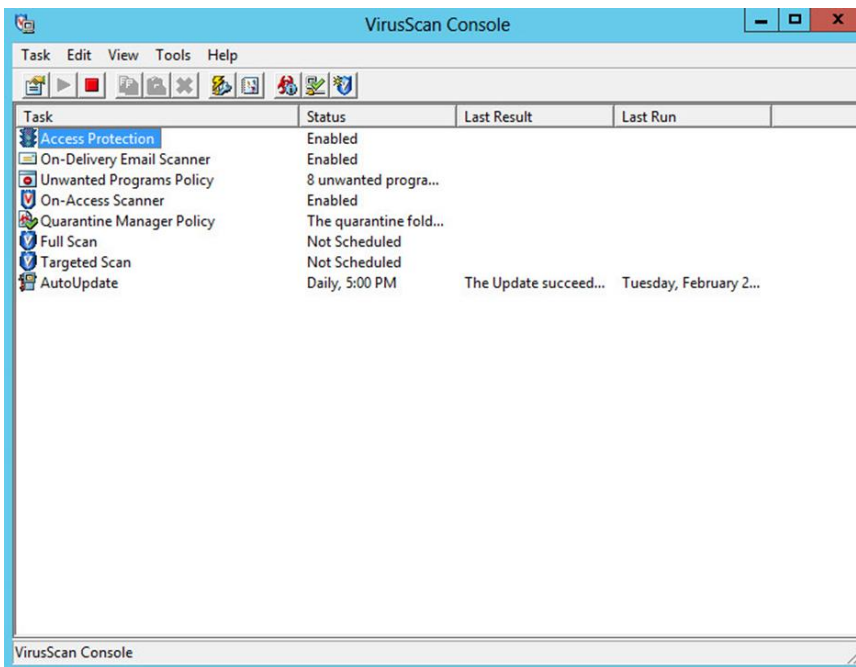 VirusScan Console
Task Edit View Tools Help
Task Status Last Result Last Run
Access Protection Enabled
On-Delivery Email Scanner Enabled
Unwanted Programs Policy 8 unwanted progra...
On-Access Scanner Enabled
Quarantine Manager Policy The quarantine fold...
Full Scan Not Scheduled
Targeted Scan Not Scheduled
AutoUpdate Daily, 5:00 PM The Update succeed... Tuesday, February 2...
VirusScan Console